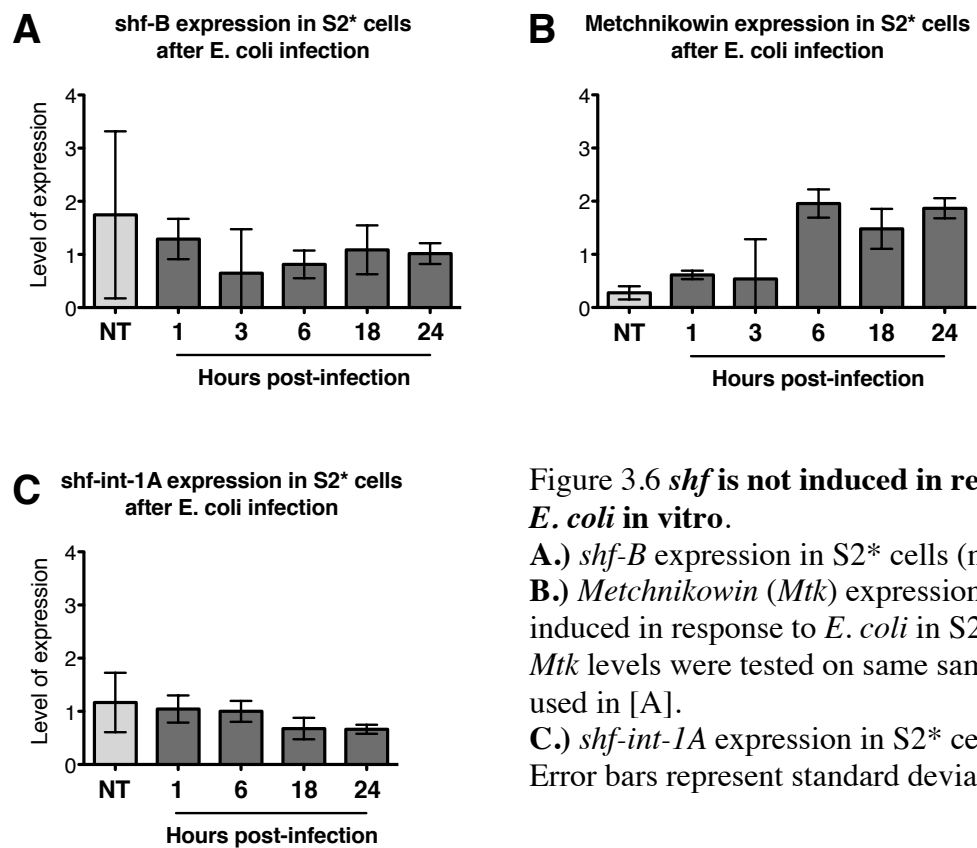 A
shf-B expression in S2* cells
after E. coli infection
Level of expression
4
3
2
1
0
NT 1 3 6 18 24
Hours post-infection
B
Metchnikowin expression in S2* cells
after E. coli infection
4
3
2
1
0
NT 1 3 6 18 24
Hours post-infection
C
shf-int-1A expression in S2* cells
after E. coli infection
Level of expression
4
3
2
1
0
NT 1 6 18 24
Hours post-infection
Figure 3.6 shf is not induced in re
E. coli in vitro.
A.) shf-B expression in S2* cells (n
B.) Metchnikowin (Mtk) expression
induced in response to E. coli in S2
Mtk levels were tested on same sam
used in [A].
C.) shf-int-1A expression in S2* ce
Error bars represent standard devia